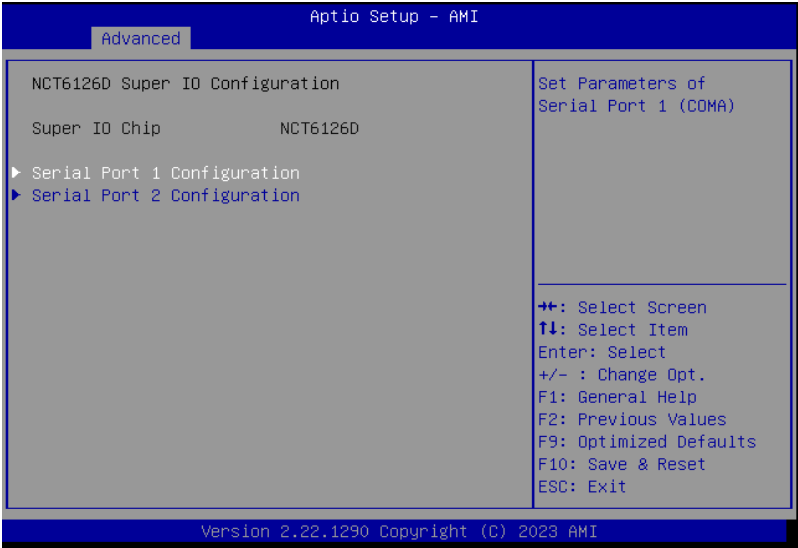 Aptio Setup – AMI
Advanced
NCT6126D Super IO Configuration
Super IO Chip NCT6126D
▶ Serial Port 1 Configuration
▶ Serial Port 2 Configuration
Set Parameters of
Serial Port 1 (COMA)
→←: Select Screen
↑↓: Select Item
Enter: Select
+/- : Change Opt.
F1: General Help
F2: Previous Values
F9: Optimized Defaults
F10: Save & Reset
ESC: Exit
Version 2.22.1290 Copyright (C) 2023 AMI